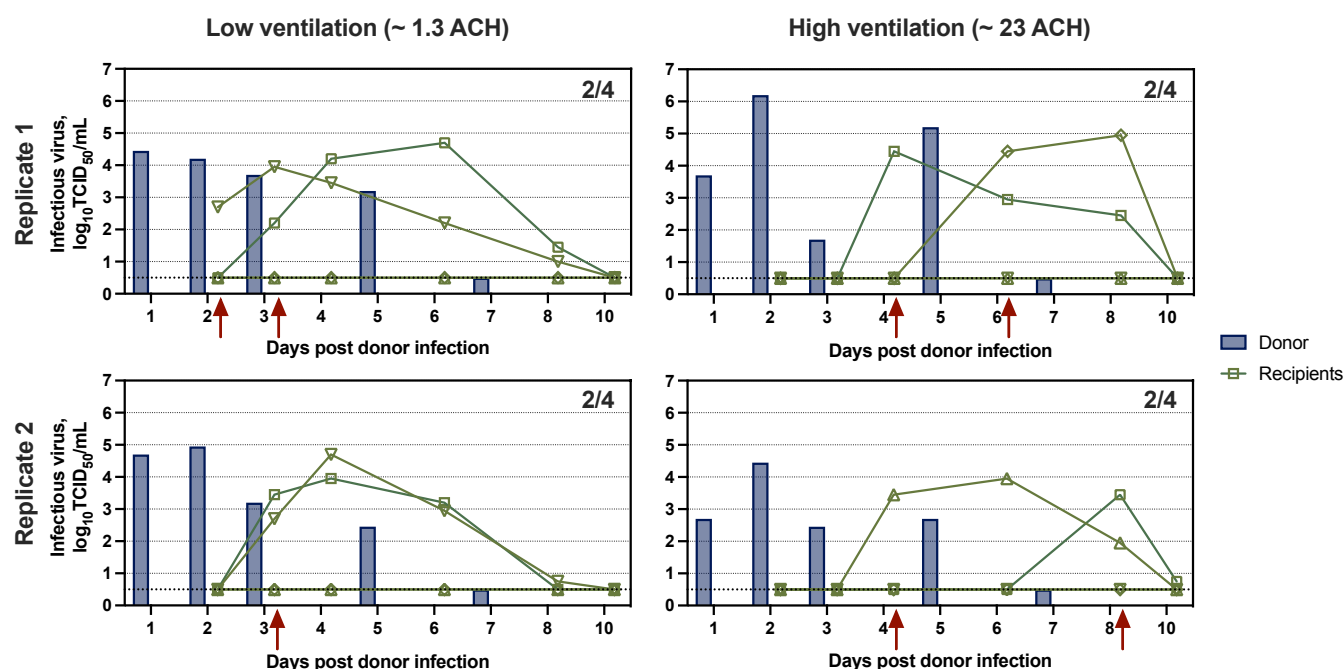 Low ventilation (~ 1.3 ACH)
High ventilation (~ 23 ACH)
Replicate 1
Infectious virus,
log₁₀TCID₅₀/mL
7
6
5
4
3
2
1
0
2/4
1 2 3 4 5 6 7 8 10
Days post donor infection
7
6
5
4
3
2
1
0
2/4
1 2 3 4 5 6 7 8 10
Days post donor infection
Donor
Recipients
Replicate 2
Infectious virus,
log₁₀TCID₅₀/mL
7
6
5
4
3
2
1
0
2/4
1 2 3 4 5 6 7 8 10
Days post donor infection
7
6
5
4
3
2
1
0
2/4
1 2 3 4 5 6 7 8 10
Days post donor infection